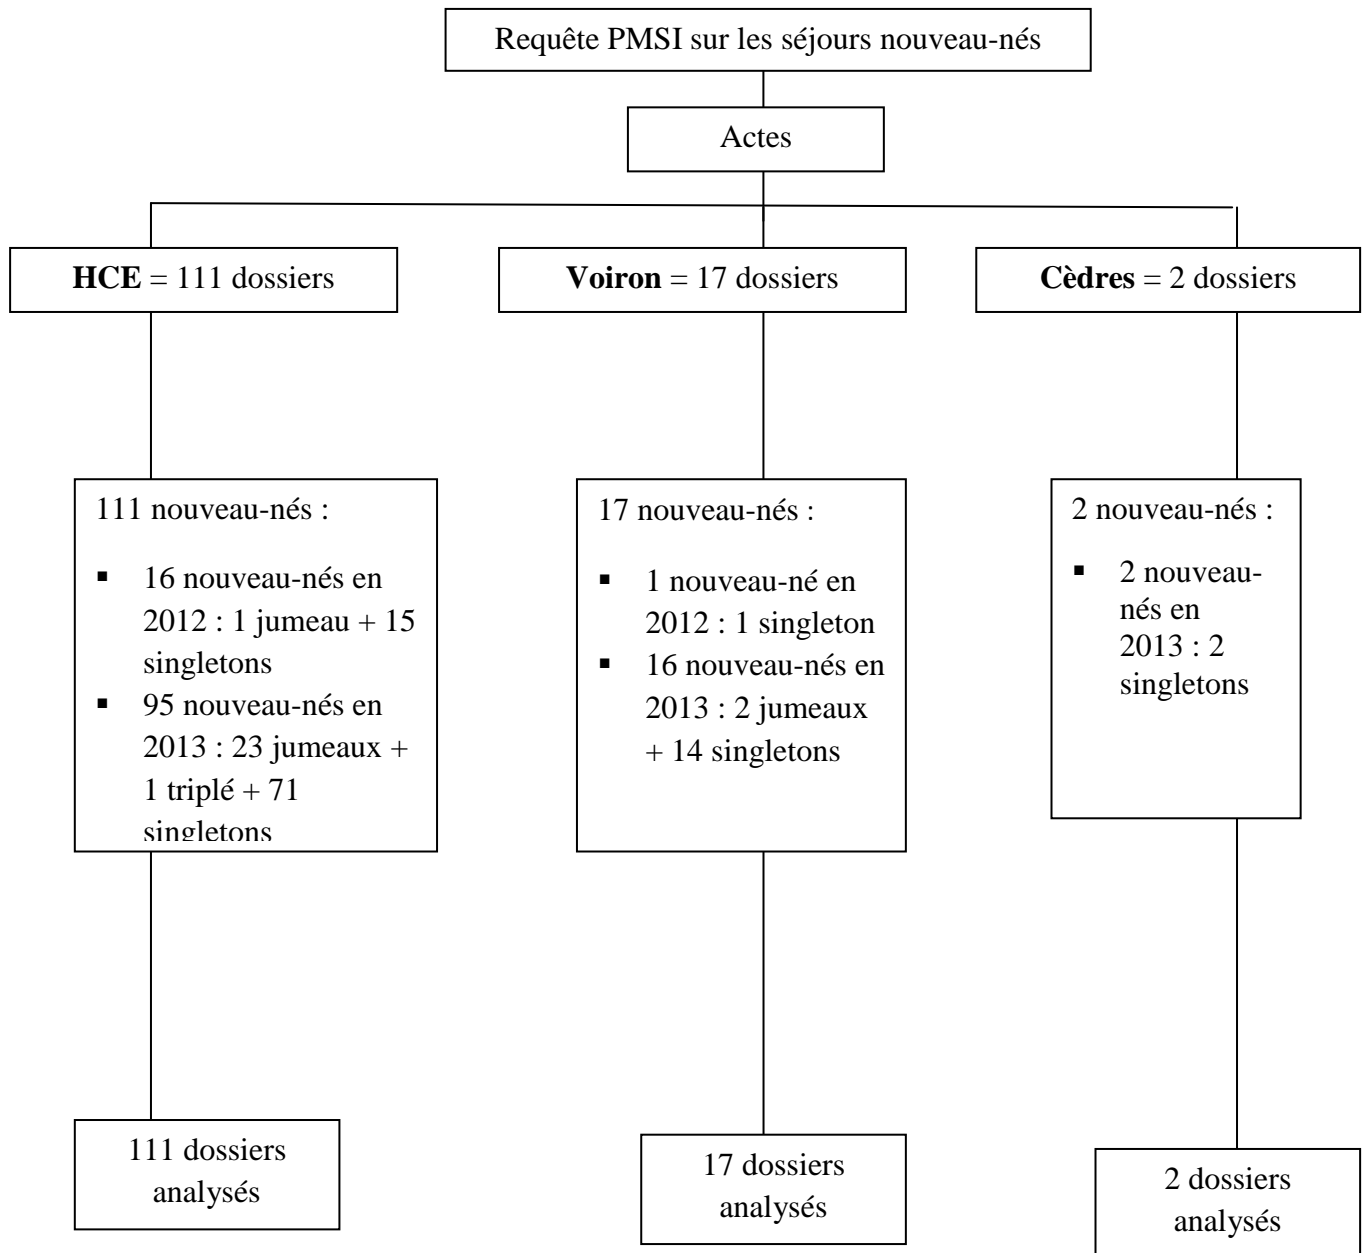 Requête PMSI sur les séjours nouveau-nés
Actes
HCE = 111 dossiers
Voiron = 17 dossiers
Cèdres = 2 dossiers
111 nouveau-nés :
▪ 16 nouveau-nés en
2012 : 1 jumeau + 15
singletons
▪ 95 nouveau-nés en
2013 : 23 jumeaux +
1 triplé + 71
singletons
17 nouveau-nés :
▪ 1 nouveau-né en
2012 : 1 singleton
▪ 16 nouveau-nés en
2013 : 2 jumeaux
+ 14 singletons
2 nouveau-nés :
▪ 2 nouveau-
nés en
2013 : 2
singletons
111 dossiers
analysés
17 dossiers
analysés
2 dossiers
analysés